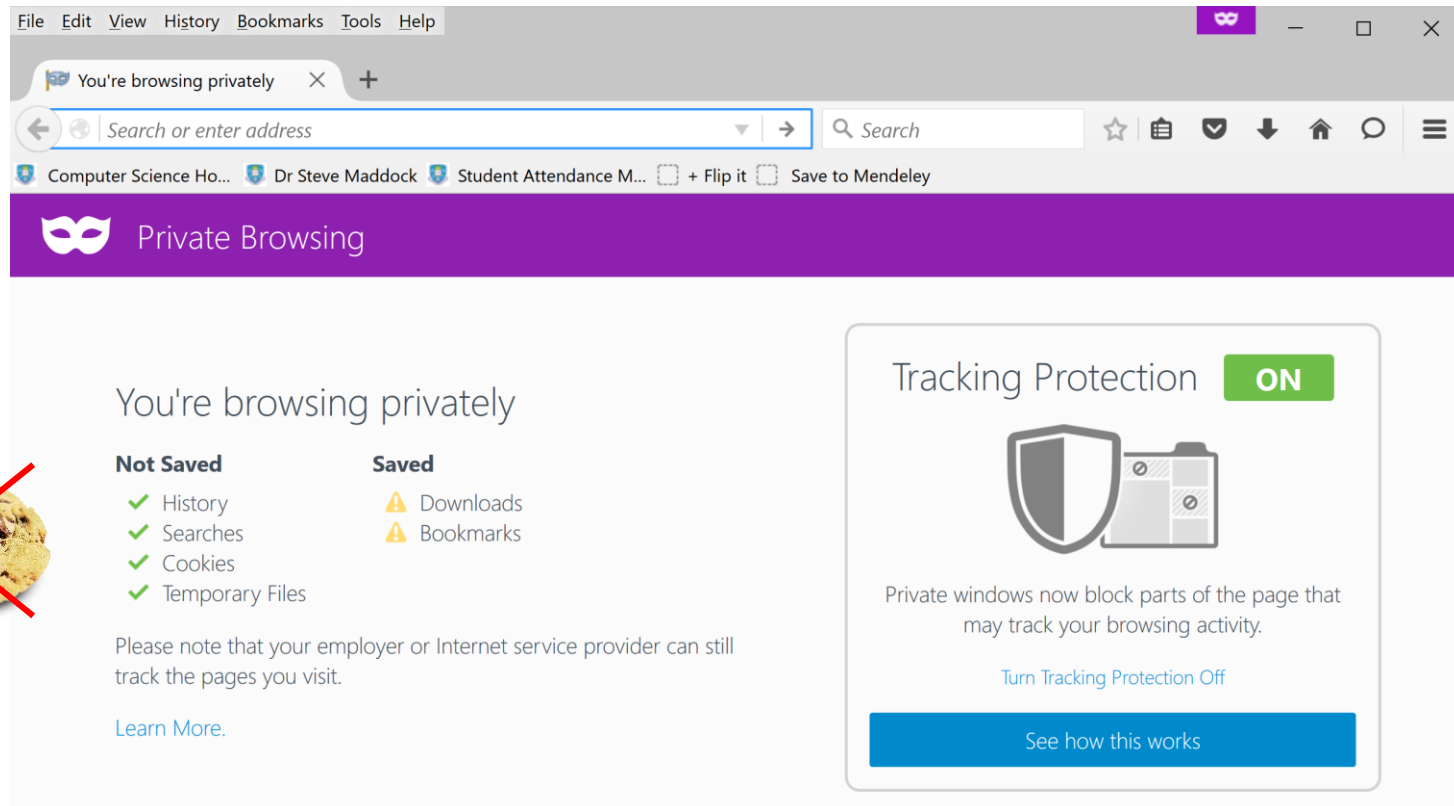 File Edit View History Bookmarks Tools Help
You're browsing privately
Search or enter address
Search
Computer Science Ho... Dr Steve Maddock Student Attendance M... + Flip it Save to Mendeley
Private Browsing
You're browsing privately
Not Saved Saved
History Downloads
Searches Bookmarks
Cookies
Temporary Files
Please note that your employer or Internet service provider can still
track the pages you visit.
Learn More.
Tracking Protection ON
Private windows now block parts of the page that
may track your browsing activity.
Turn Tracking Protection Off
See how this works